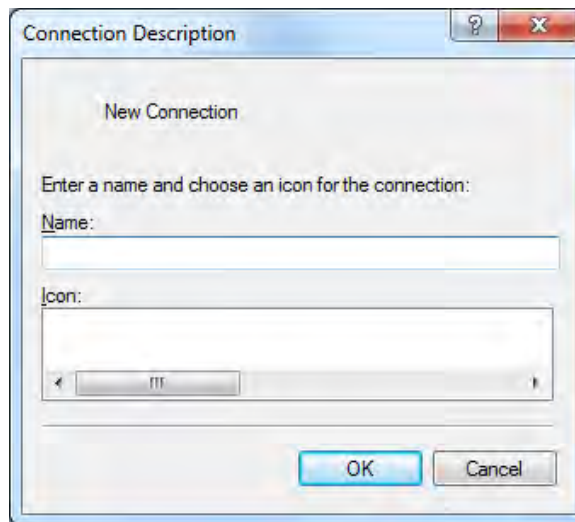 Connection Description
New Connection
Enter a name and choose an icon for the connection:
Name:
Icon:
OK Cancel